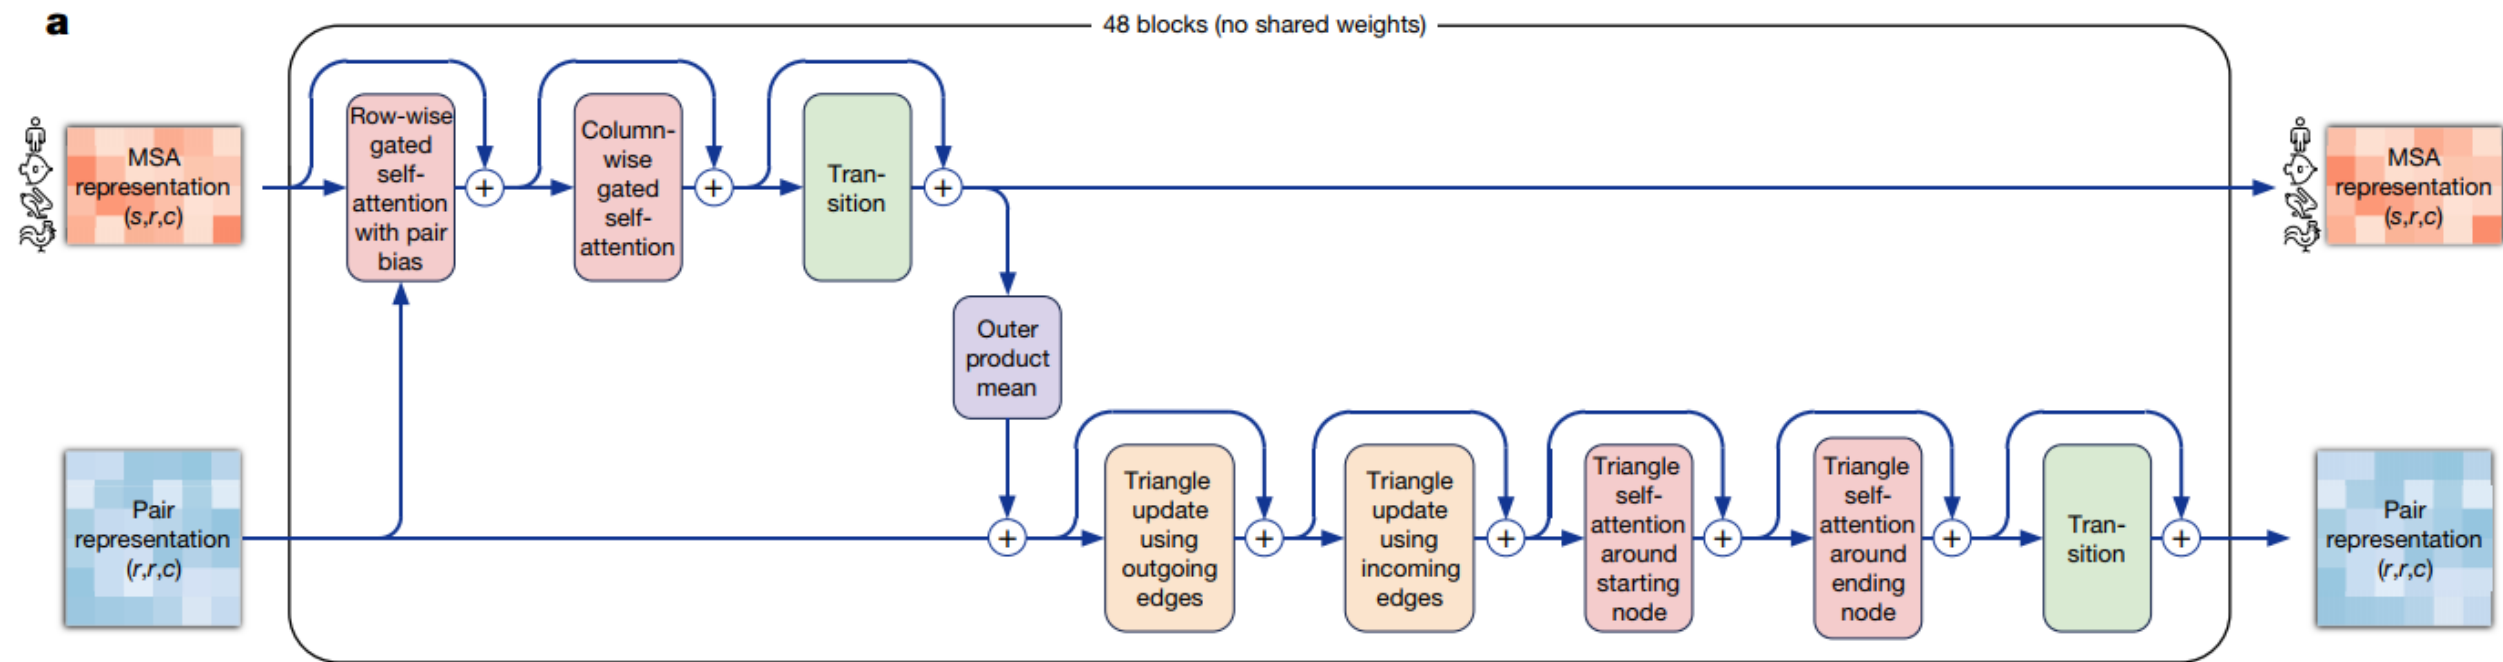 a
48 blocks (no shared weights)
MSA
representation
(s,r,c)
Row-wise
gated
self-
attention
with pair
bias
+
Column-
wise
gated
self-
attention
+
Tran-
sition
+
MSA
representation
(s,r,c)
Outer
product
mean
Pair
representation
(r,r,c)
+
Triangle
update
using
outgoing
edges
+
Triangle
update
using
incoming
edges
+
Triangle
self-
attention
around
starting
node
+
Triangle
self-
attention
around
ending
node
+
Tran-
sition
+
Pair
representation
(r,r,c)